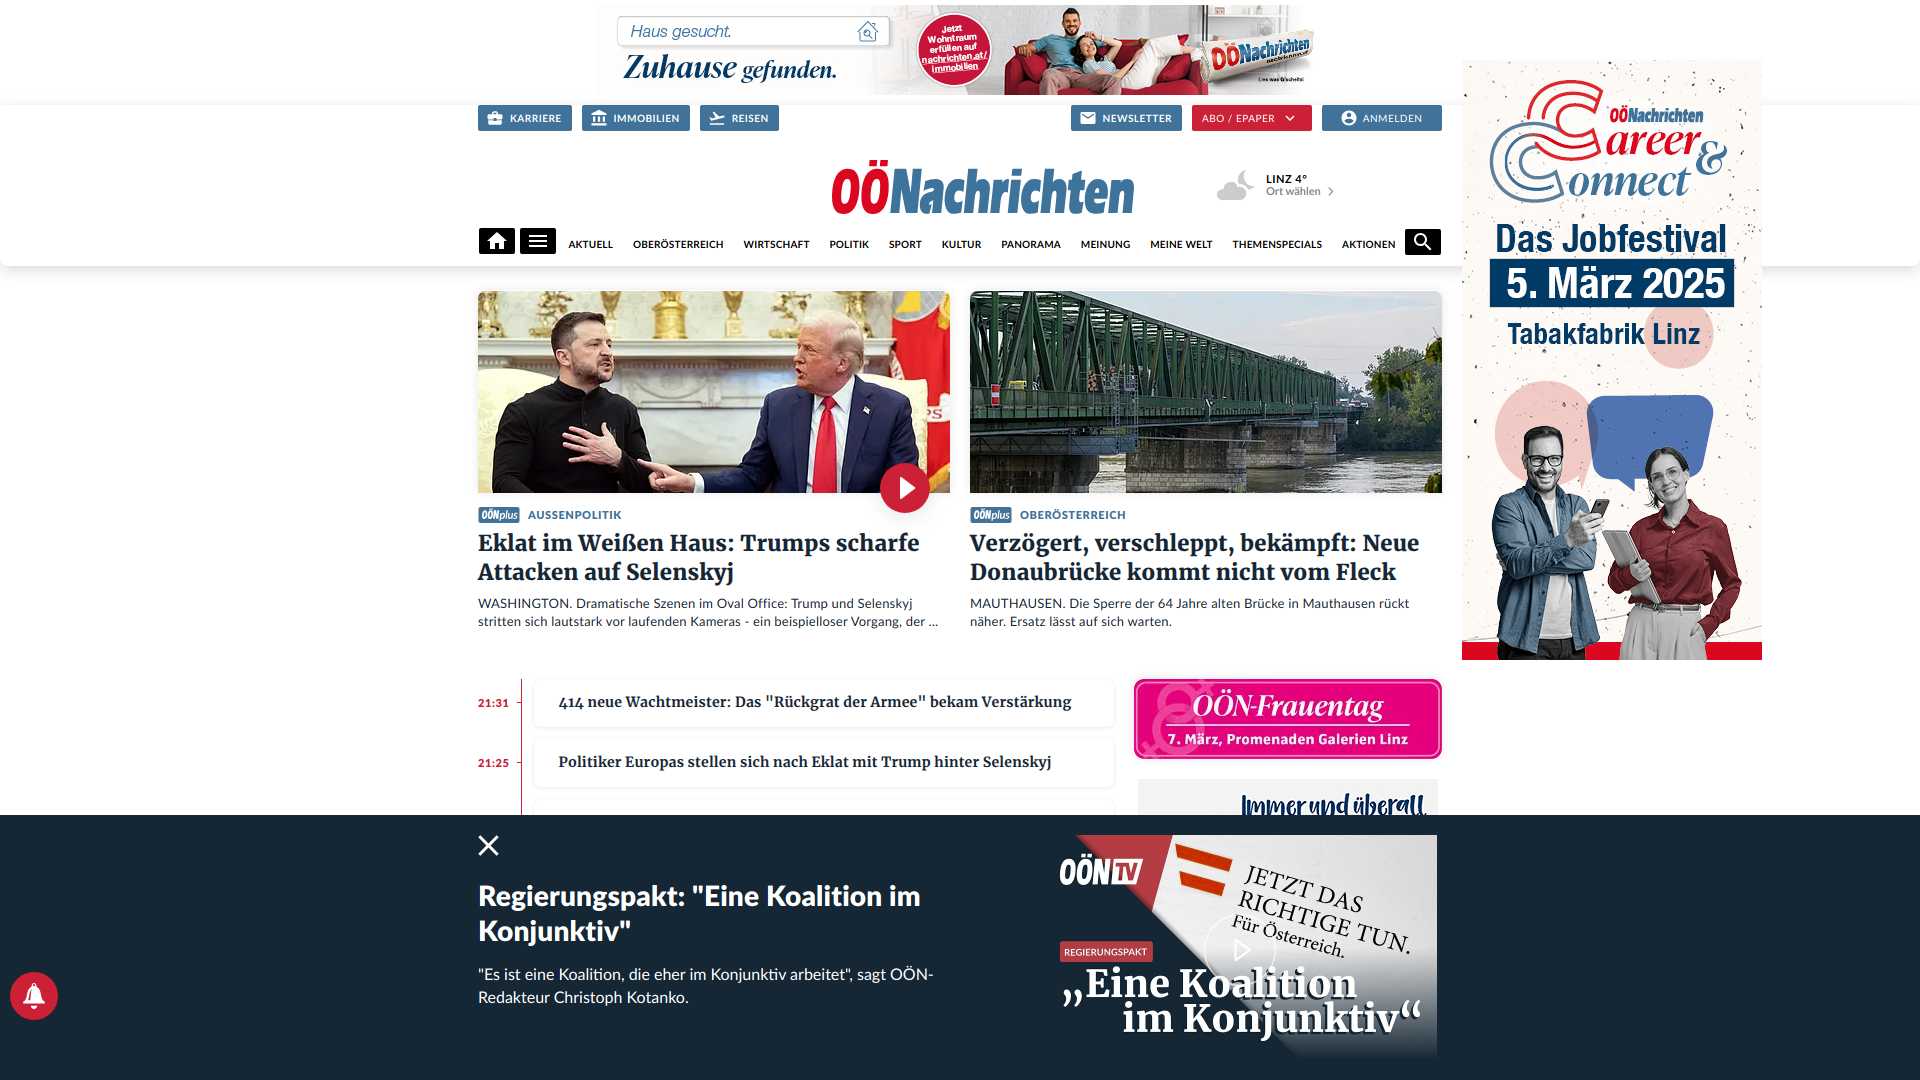 Haus gesucht.
Zuhause gefunden.
Jetzt
Wohntraum
erfüllen auf
nachrichten.at/
immobilien
OÖNachrichten
Lies was G'scheits!
KARRIERE
IMMOBILIEN
REISEN
NEWSLETTER
ABO / EPAPER
ANMELDEN
OÖNachrichten
LINZ 4°
Ort wählen
AKTUELL
OBERÖSTERREICH
WIRTSCHAFT
POLITIK
SPORT
KULTUR
PANORAMA
MEINUNG
MEINE WELT
THEMENSPECIALS
AKTIONEN
OÖNachrichten
Career &
Connect
Das Jobfestival
5. März 2025
Tabakfabrik Linz
OÖNplus AUSSENPOLITIK
Eklat im Weißen Haus: Trumps scharfe
Attacken auf Selenskyj
WASHINGTON. Dramatische Szenen im Oval Office: Trump und Selenskyj
stritten sich lautstark vor laufenden Kameras - ein beispielloser Vorgang, der ...
OÖNplus OBERÖSTERREICH
Verzögert, verschleppt, bekämpft: Neue
Donaubrücke kommt nicht vom Fleck
MAUTHAUSEN. Die Sperre der 64 Jahre alten Brücke in Mauthausen rückt
näher. Ersatz lässt auf sich warten.
21:31
414 neue Wachtmeister: Das "Rückgrat der Armee" bekam Verstärkung
21:25
Politiker Europas stellen sich nach Eklat mit Trump hinter Selenskyj
OÖN-Frauentag
7. März, Promenaden Galerien Linz
Immer und überall
Regierungspakt: "Eine Koalition im
Konjunktiv"
"Es ist eine Koalition, die eher im Konjunktiv arbeitet", sagt OÖN-
Redakteur Christoph Kotanko.
OÖN TV
JETZT DAS
RICHTIGE TUN.
Für Österreich.
REGIERUNGSPAKT
„Eine Koalition
im Konjunktiv“